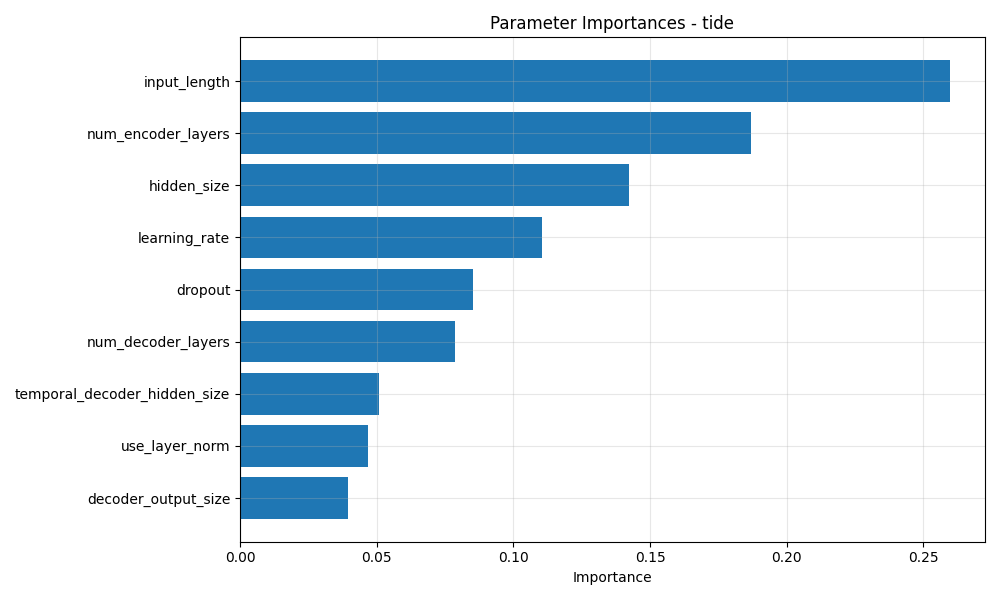 Parameter Importances - tide
input_length
num_encoder_layers
hidden_size
learning_rate
dropout
num_decoder_layers
temporal_decoder_hidden_size
use_layer_norm
decoder_output_size
0.00 0.05 0.10 0.15 0.20 0.25
Importance